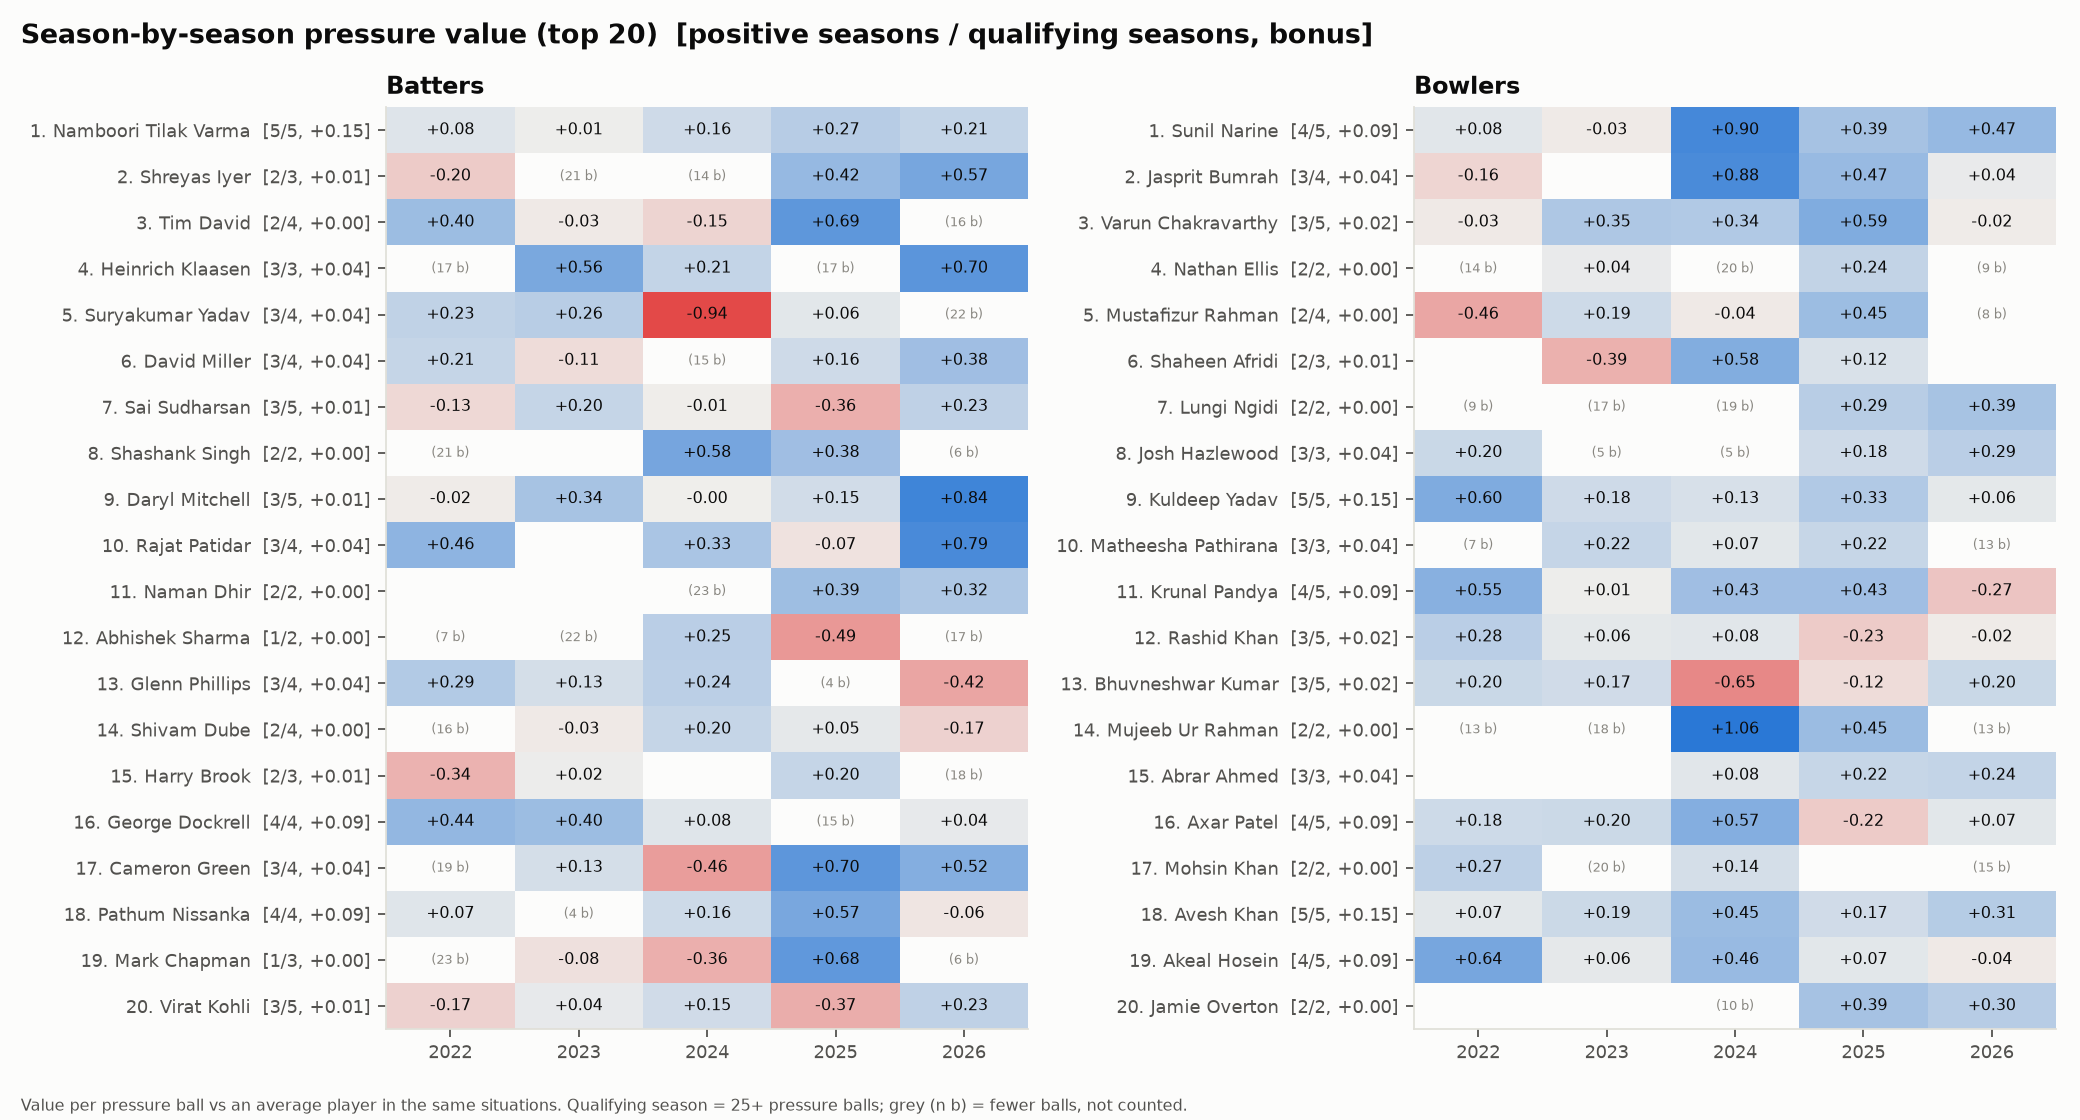 Season-by-season pressure value (top 20)  [positive seasons / qualifying seasons, bonus]
Batters
1. Namboori Tilak Varma [5/5, +0.15] +0.08 +0.01 +0.16 +0.27 +0.21
2. Shreyas Iyer [2/3, +0.01] -0.20 (21 b) (14 b) +0.42 +0.57
3. Tim David [2/4, +0.00] +0.40 -0.03 -0.15 +0.69 (16 b)
4. Heinrich Klaasen [3/3, +0.04] (17 b) +0.56 +0.21 (17 b) +0.70
5. Suryakumar Yadav [3/4, +0.04] +0.23 +0.26 -0.94 +0.06 (22 b)
6. David Miller [3/4, +0.04] +0.21 -0.11 (15 b) +0.16 +0.38
7. Sai Sudharsan [3/5, +0.01] -0.13 +0.20 -0.01 -0.36 +0.23
8. Shashank Singh [2/2, +0.00] (21 b) +0.58 +0.38 (6 b)
9. Daryl Mitchell [3/5, +0.01] -0.02 +0.34 -0.00 +0.15 +0.84
10. Rajat Patidar [3/4, +0.04] +0.46 +0.33 -0.07 +0.79
11. Naman Dhir [2/2, +0.00] (23 b) +0.39 +0.32
12. Abhishek Sharma [1/2, +0.00] (7 b) (22 b) +0.25 -0.49 (17 b)
13. Glenn Phillips [3/4, +0.04] +0.29 +0.13 +0.24 (4 b) -0.42
14. Shivam Dube [2/4, +0.00] (16 b) -0.03 +0.20 +0.05 -0.17
15. Harry Brook [2/3, +0.01] -0.34 +0.02 +0.20 (18 b)
16. George Dockrell [4/4, +0.09] +0.44 +0.40 +0.08 (15 b) +0.04
17. Cameron Green [3/4, +0.04] (19 b) +0.13 -0.46 +0.70 +0.52
18. Pathum Nissanka [4/4, +0.09] +0.07 (4 b) +0.16 +0.57 -0.06
19. Mark Chapman [1/3, +0.00] (23 b) -0.08 -0.36 +0.68 (6 b)
20. Virat Kohli [3/5, +0.01] -0.17 +0.04 +0.15 -0.37 +0.23
2022 2023 2024 2025 2026
Bowlers
1. Sunil Narine [4/5, +0.09] +0.08 -0.03 +0.90 +0.39 +0.47
2. Jasprit Bumrah [3/4, +0.04] -0.16 +0.88 +0.47 +0.04
3. Varun Chakravarthy [3/5, +0.02] -0.03 +0.35 +0.34 +0.59 -0.02
4. Nathan Ellis [2/2, +0.00] (14 b) +0.04 (20 b) +0.24 (9 b)
5. Mustafizur Rahman [2/4, +0.00] -0.46 +0.19 -0.04 +0.45 (8 b)
6. Shaheen Afridi [2/3, +0.01] -0.39 +0.58 +0.12
7. Lungi Ngidi [2/2, +0.00] (9 b) (17 b) (19 b) +0.29 +0.39
8. Josh Hazlewood [3/3, +0.04] +0.20 (5 b) (5 b) +0.18 +0.29
9. Kuldeep Yadav [5/5, +0.15] +0.60 +0.18 +0.13 +0.33 +0.06
10. Matheesha Pathirana [3/3, +0.04] (7 b) +0.22 +0.07 +0.22 (13 b)
11. Krunal Pandya [4/5, +0.09] +0.55 +0.01 +0.43 +0.43 -0.27
12. Rashid Khan [3/5, +0.02] +0.28 +0.06 +0.08 -0.23 -0.02
13. Bhuvneshwar Kumar [3/5, +0.02] +0.20 +0.17 -0.65 -0.12 +0.20
14. Mujeeb Ur Rahman [2/2, +0.00] (13 b) (18 b) +1.06 +0.45 (13 b)
15. Abrar Ahmed [3/3, +0.04] +0.08 +0.22 +0.24
16. Axar Patel [4/5, +0.09] +0.18 +0.20 +0.57 -0.22 +0.07
17. Mohsin Khan [2/2, +0.00] +0.27 (20 b) +0.14 (15 b)
18. Avesh Khan [5/5, +0.15] +0.07 +0.19 +0.45 +0.17 +0.31
19. Akeal Hosein [4/5, +0.09] +0.64 +0.06 +0.46 +0.07 -0.04
20. Jamie Overton [2/2, +0.00] (10 b) +0.39 +0.30
2022 2023 2024 2025 2026
Value per pressure ball vs an average player in the same situations. Qualifying season = 25+ pressure balls; grey (n b) = fewer balls, not counted.